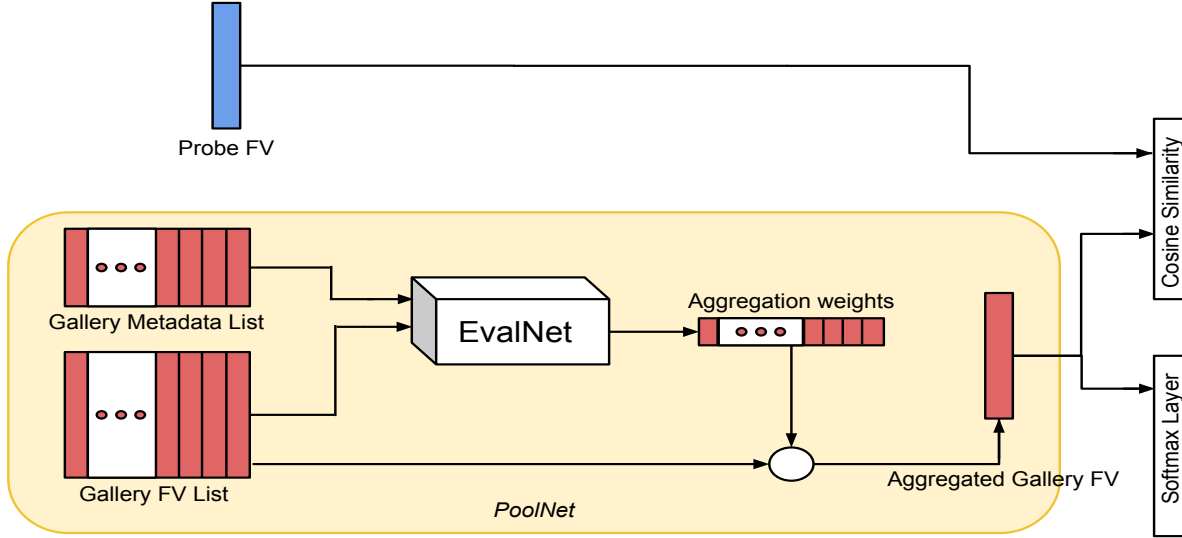 Probe FV
Cosine Similarity
Gallery Metadata List
EvalNet
Aggregation weights
Gallery FV List
Aggregated Gallery FV
Softmax Layer
PoolNet